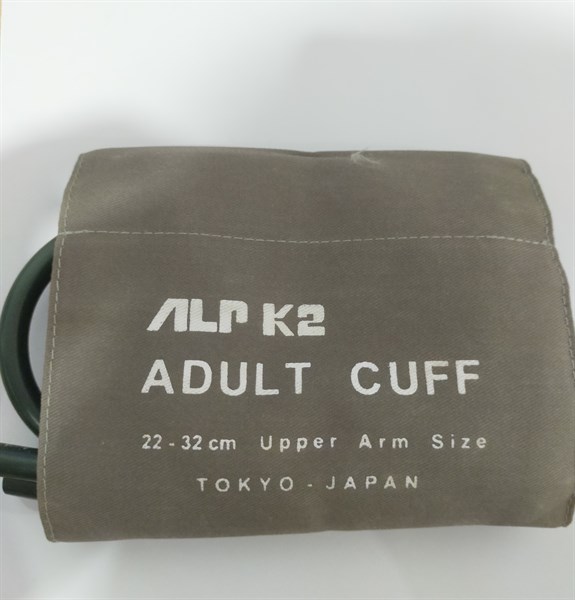 ALP K2
ADULT CUFF
22-32cm Upper Arm Size
TOKYO - JAPAN